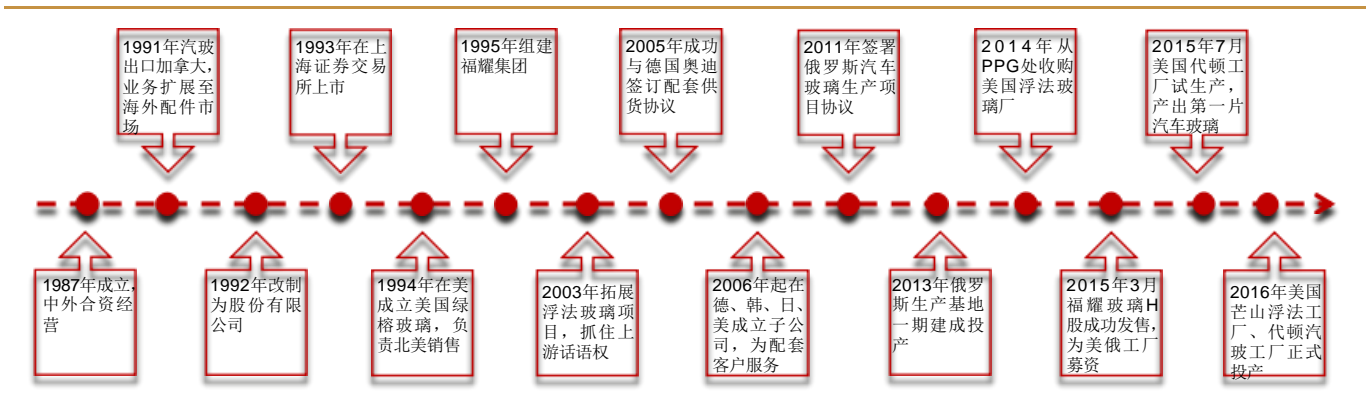 1991年汽玻
出口加拿大，
业务扩展至
海外配件市
场
1993年在上
海证券交易
所上市
1995年组建
福耀集团
2005年成功
与德国奥迪
签订配套供
货协议
2011年签署
俄罗斯汽车
玻璃生产项
目协议
2014年从
PPG处收购
美国浮法玻
璃厂
2015年7月
美国代顿工
厂试生产，
产出第一片
汽车玻璃
1987年成立，
中外合资经
营
1992年改制
为股份有限
公司
1994年在美
成立美国绿
榕玻璃，负
责北美销售
2003年拓展
浮法玻璃项
目，抓住上
游话语权
2006年起在
德、韩、日、
美成立子公
司，为配套
客户服务
2013年俄罗
斯生产基地
一期建成投
产
2015年3月
福耀玻璃H
股成功发售，
为美俄工厂
募资
2016年美国
芒山浮法工
厂、代顿汽
玻工厂正式
投产